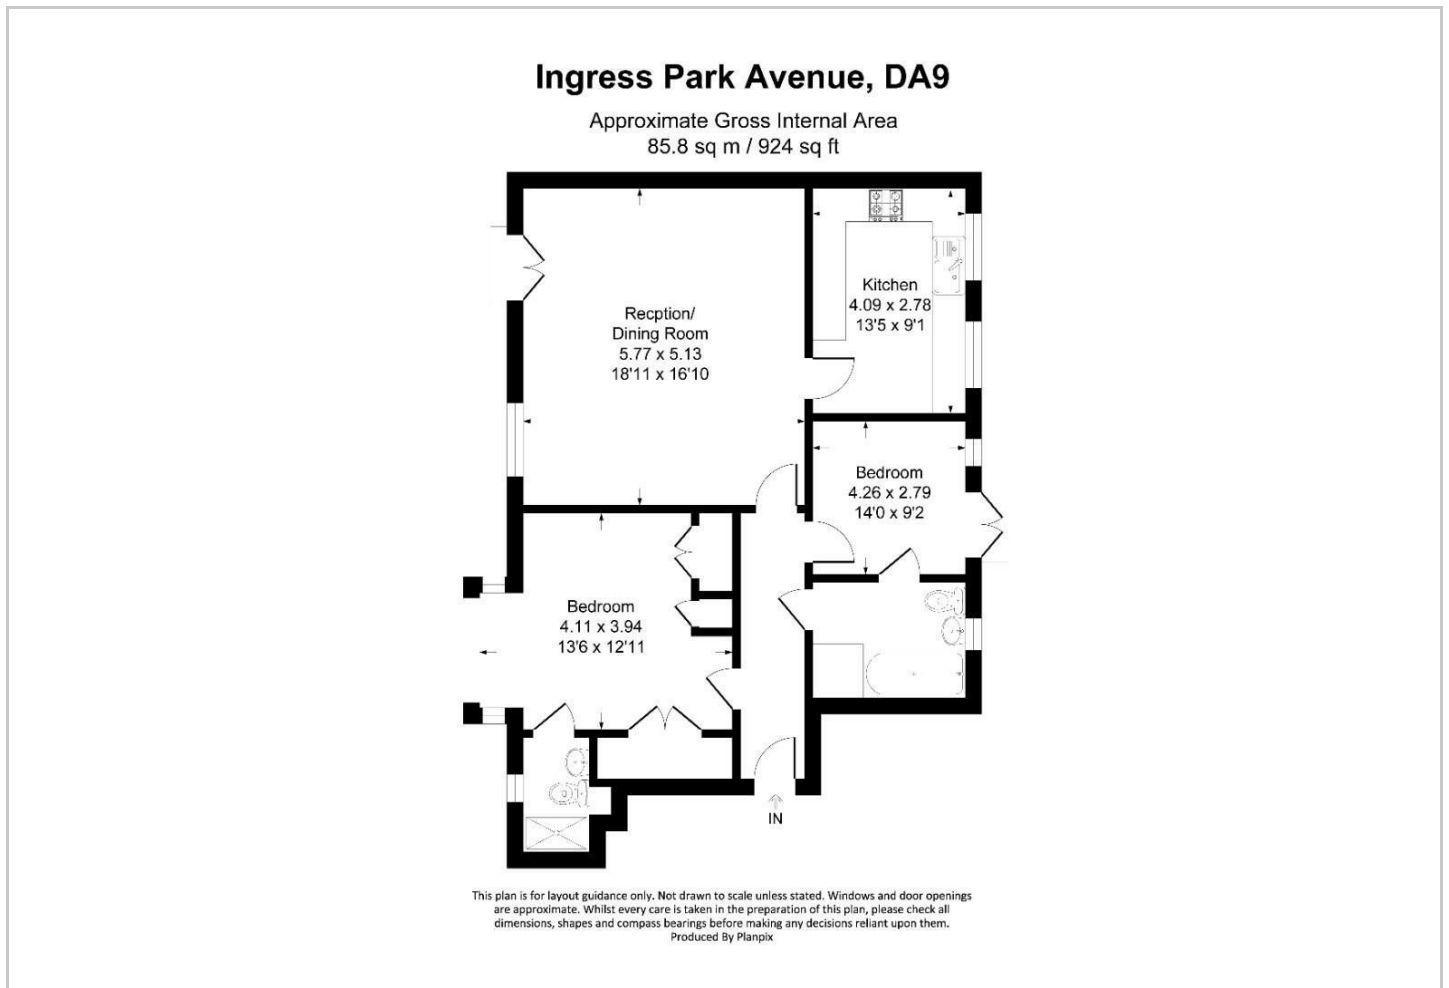 Ingress Park Avenue, DA9
Approximate Gross Internal Area
85.8 sq m / 924 sq ft
Kitchen
4.09 x 2.78
13'5 x 9'1
Recption/
Dining Room
5.77 x 5.13
18'11 x 16'10
Bedroom
4.26 x 2.79
14'0 x 9'2
Bedroom
4.11 x 3.94
13'6 x 12'11
IN
This plan is for layout guidance only. Not drawn to scale unless stated. Windows and door openings
are approximate. Whilst every care is taken in the preparation of this plan, please check all
dimensions, shapes and compass bearings before making any decisions reliant upon them.
Produced By Planpix